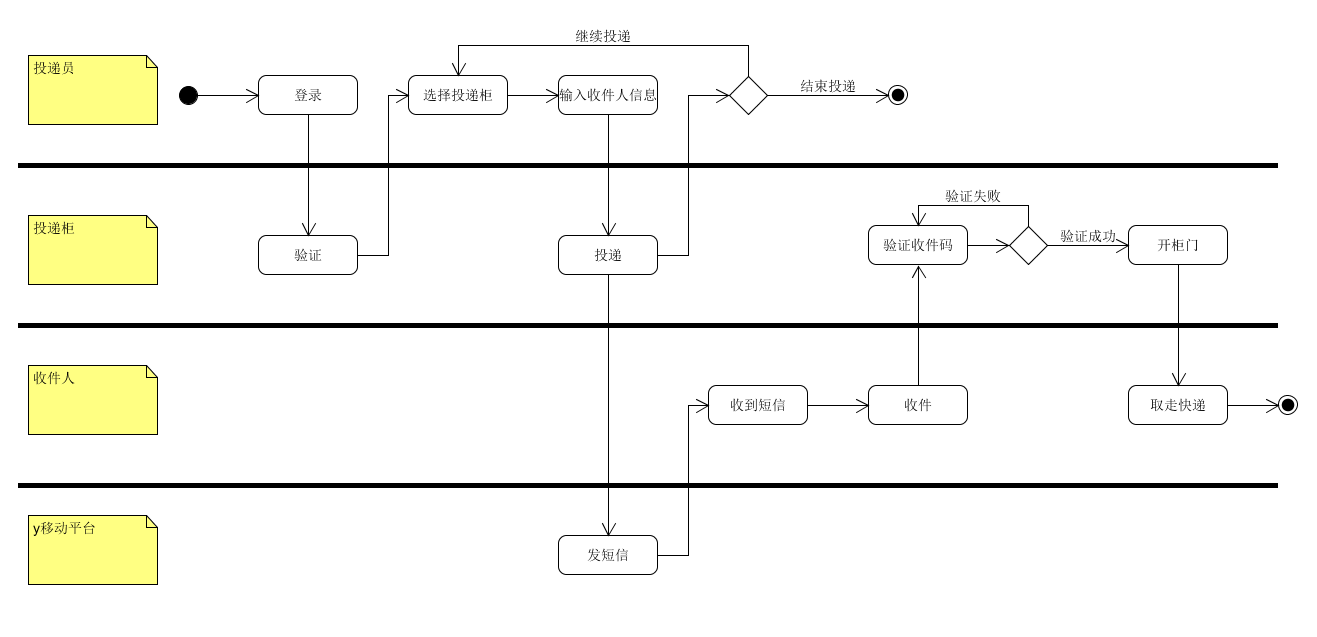 继续投递
投递员
登录
选择投递柜
输入收件人信息
结束投递
投递柜
验证
投递
验证失败
验证收件码
验证成功
开柜门
收件人
收到短信
收件
取走快递
y移动平台
发短信